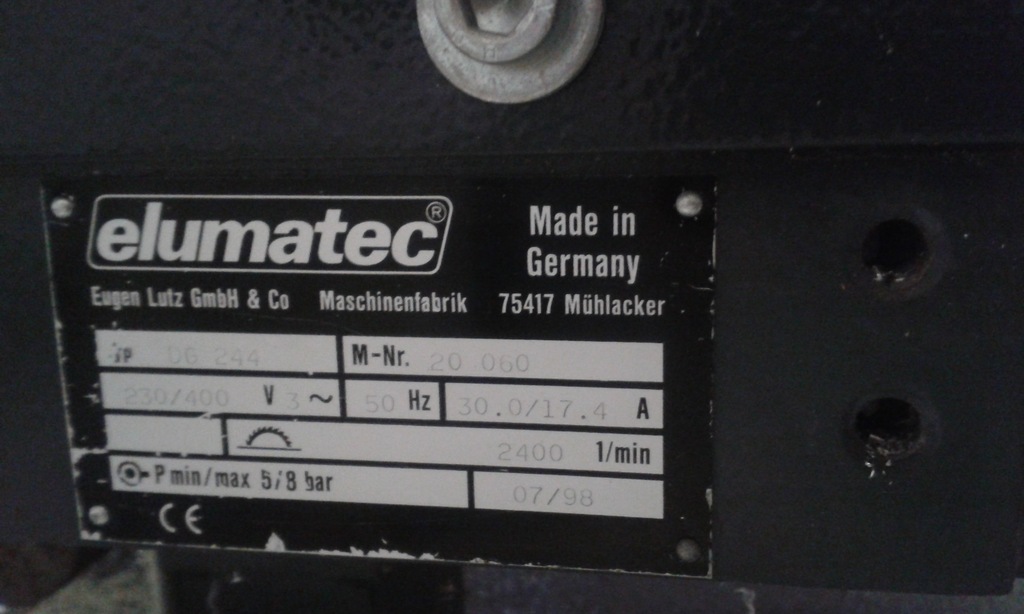 elumatec®
Made in
Germany
Eugen Lutz GmbH & Co Maschinenfabrik 75417 Mühlacker
DG 244 M-Nr. 20 060
230/400 V 3 ~ 50 Hz 30.0/17.4 A
2400 1/min
P min/max 5/8 bar 07/98
CE